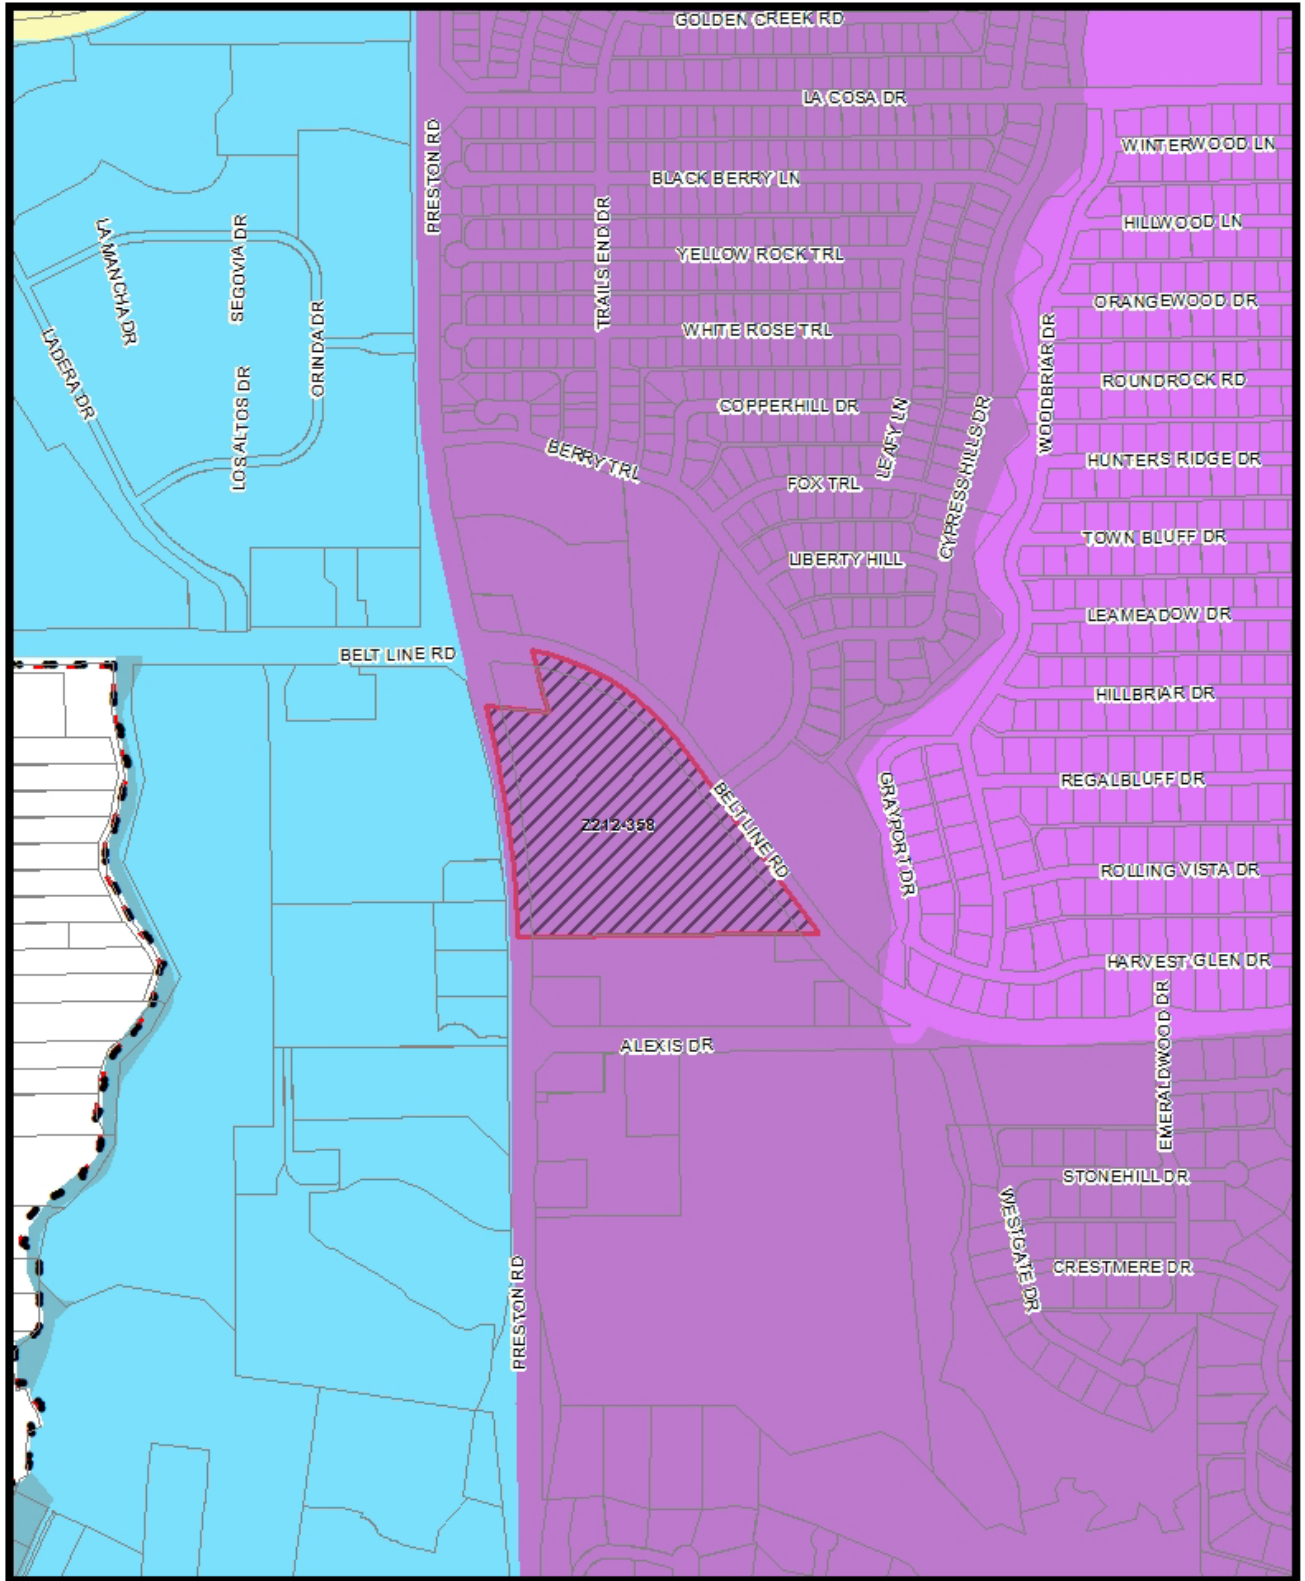 GOLDEN CREEK RD
LA COSA DR
PRESTON RD
WINTERWOOD LN
BLACK BERRY LN
HILLWOOD LN
LA MANCHA DR
SEGOVIA DR
TRAILS END DR
YELLOW ROCK TRL
ORANGEWOOD DR
LADERA DR
ORINDA DR
WHITE ROSE TRL
WOODBRIAR DR
LOS ALTOS DR
ROUNDROCK RD
COPPERHILL DR
LEAFY LN
CYPRESS HILLS DR
BERRY TRL
HUNTERS RIDGE DR
FOX TRL
TOWN BLUFF DR
LIBERTY HILL
LEAMEADOW DR
BELT LINE RD
HILLBRIAR DR
REGALBLUFF DR
GRAYPORT DR
BELT LINE RD
Z212-358
ROLLING VISTA DR
HARVEST GLEN DR
EMERALDWOOD DR
ALEXIS DR
STONEHILL DR
WESTGATE DR
CRESTMERE DR
PRESTON RD